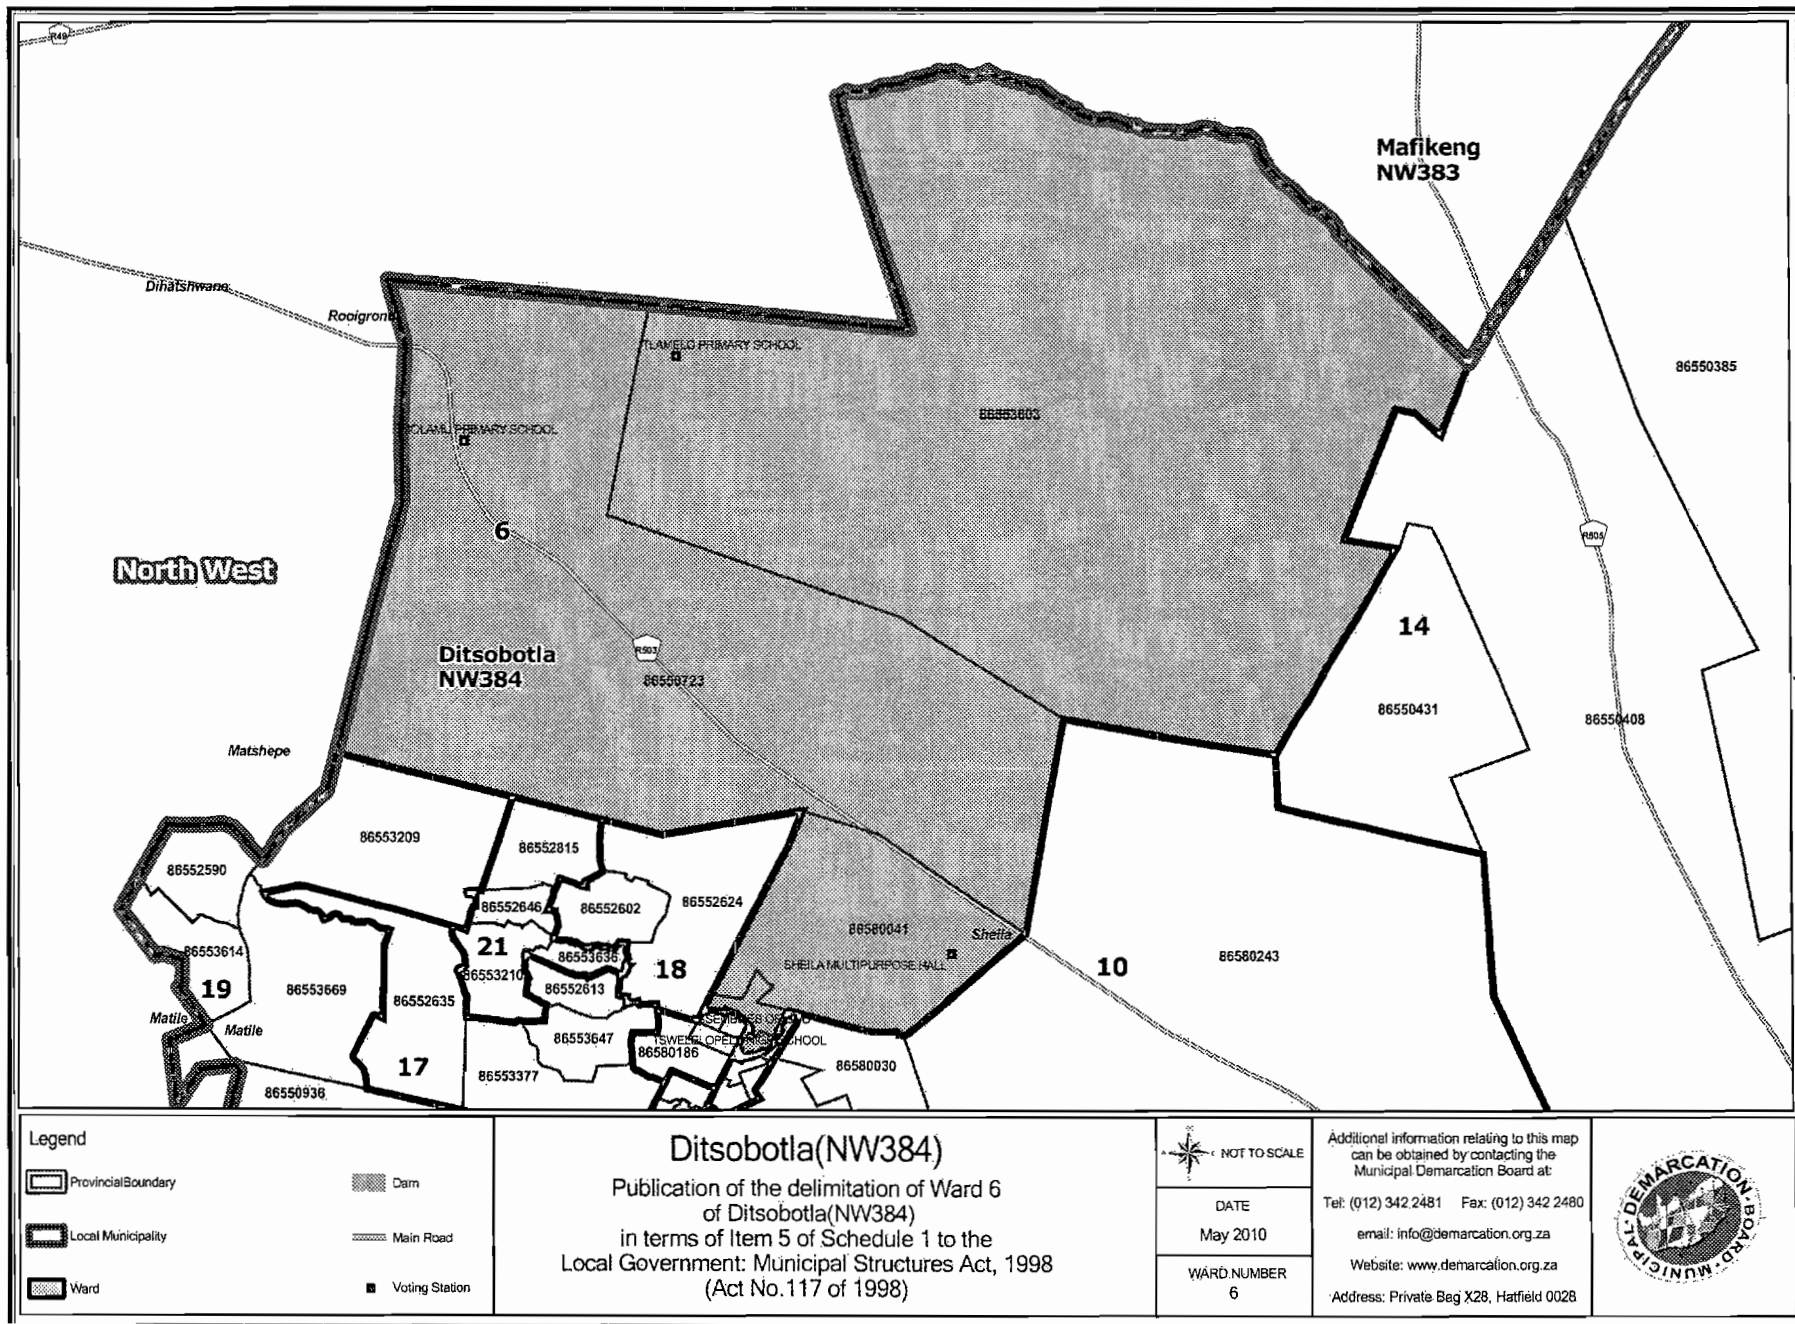 R49
Mafikeng
NW383
Dihatshwane
86550385
TLAMELO PRIMARY SCHOOL
86553603
PRIMARY SCHOOL
6
R505
North West
14
R503
Ditsobotla
NW384
86550723
86550431
86550408
Matshepe
86553209
86552815
86552590
86552646
86552602
86552624
86580041
Sheila
21
86553614
86553636
86580243
SHEILA MULTIPURPOSE HALL
10
18
86553210
19
86553669
86552613
86552635
Matile
Matile
86553647
SCHOOL
86580186
86580030
17
86553377
86550936
Legend
ProvincialBoundary
Dam
Local Municipality
Main Road
Ward
Voting Station
Ditsobotla(NW384)
Publication of the delimitation of Ward 6
of Ditsobotla(NW384)
in terms of Item 5 of Schedule 1 to the
Local Government: Municipal Structures Act, 1998
(Act No.117 of 1998)
NOT TO SCALE
DATE
May 2010
WARD NUMBER
6
Additional information relating to this map
can be obtained by contacting the
Municipal Demarcation Board at:
Tel: (012) 342 2481 Fax: (012) 342 2480
email: info@demarcation.org.za
Website: www.demarcation.org.za
Address: Private Bag X28, Hatfield 0028
MUNICIPAL DEMARCATION BOARD